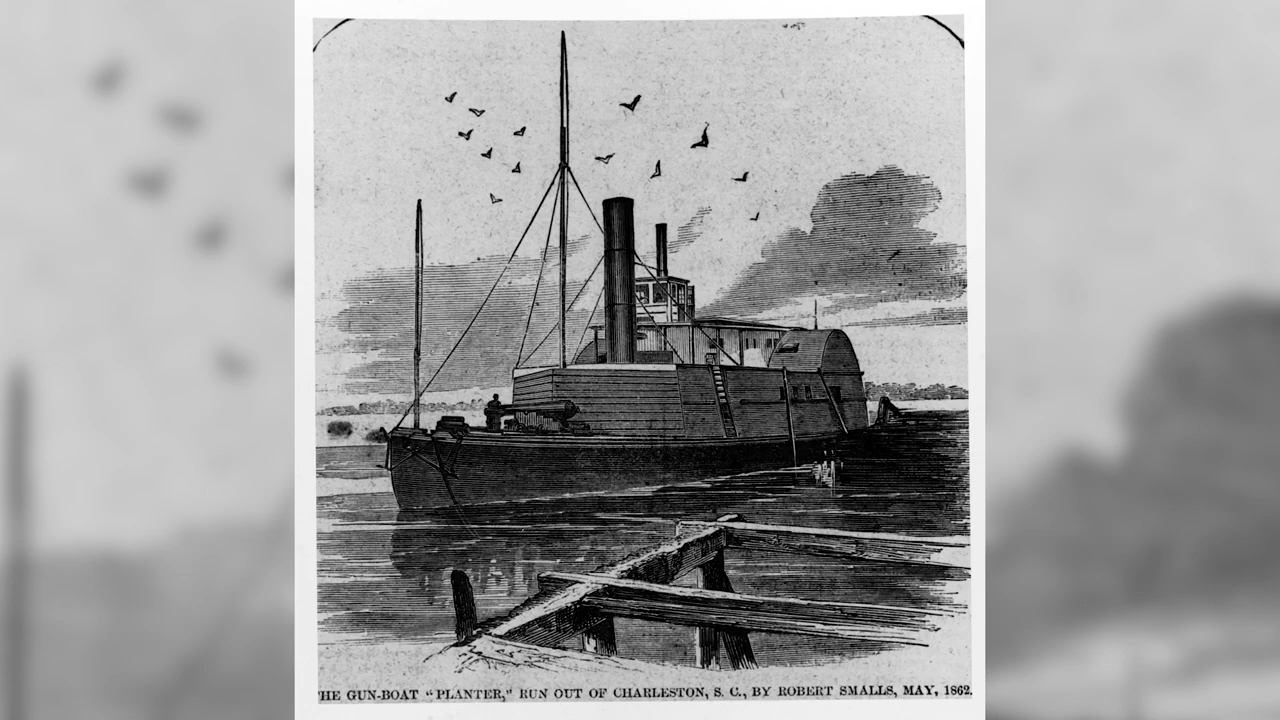 HE GUN-BOAT "PLANTER," RUN OUT OF CHARLESTON, S. C., BY ROBERT SMALLS, MAY, 1862.